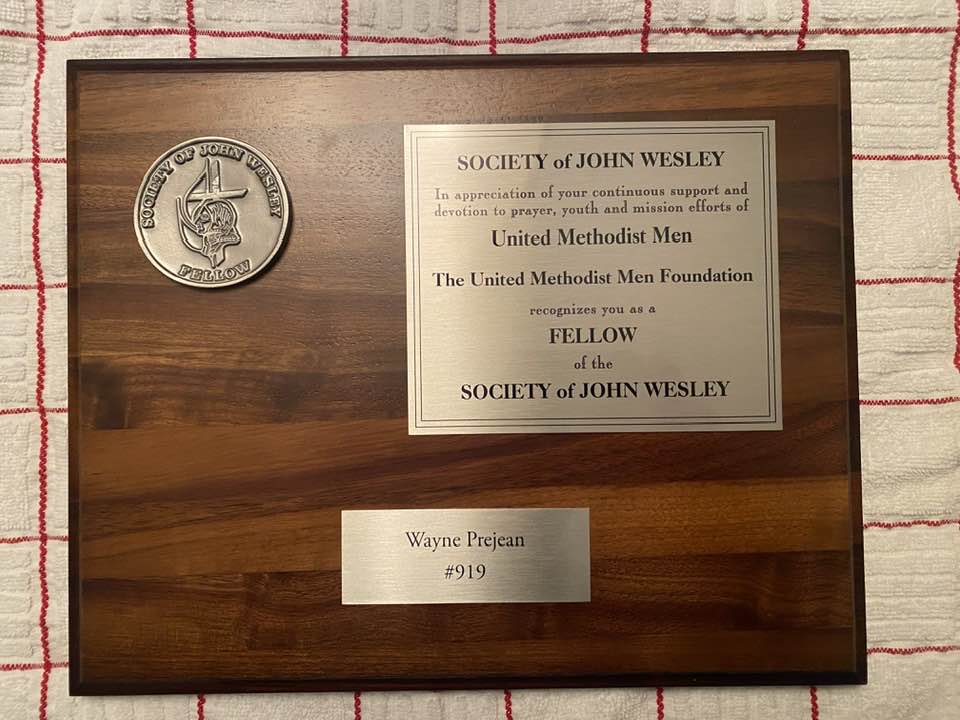 SOCIETY OF JOHN WESLEY
FELLOW
SOCIETY of JOHN WESLEY
In appreciation of your continuous support and
devotion to prayer, youth and mission efforts of
United Methodist Men
The United Methodist Men Foundation
recognizes you as a
FELLOW
of the
SOCIETY of JOHN WESLEY
Wayne Prejean
#919